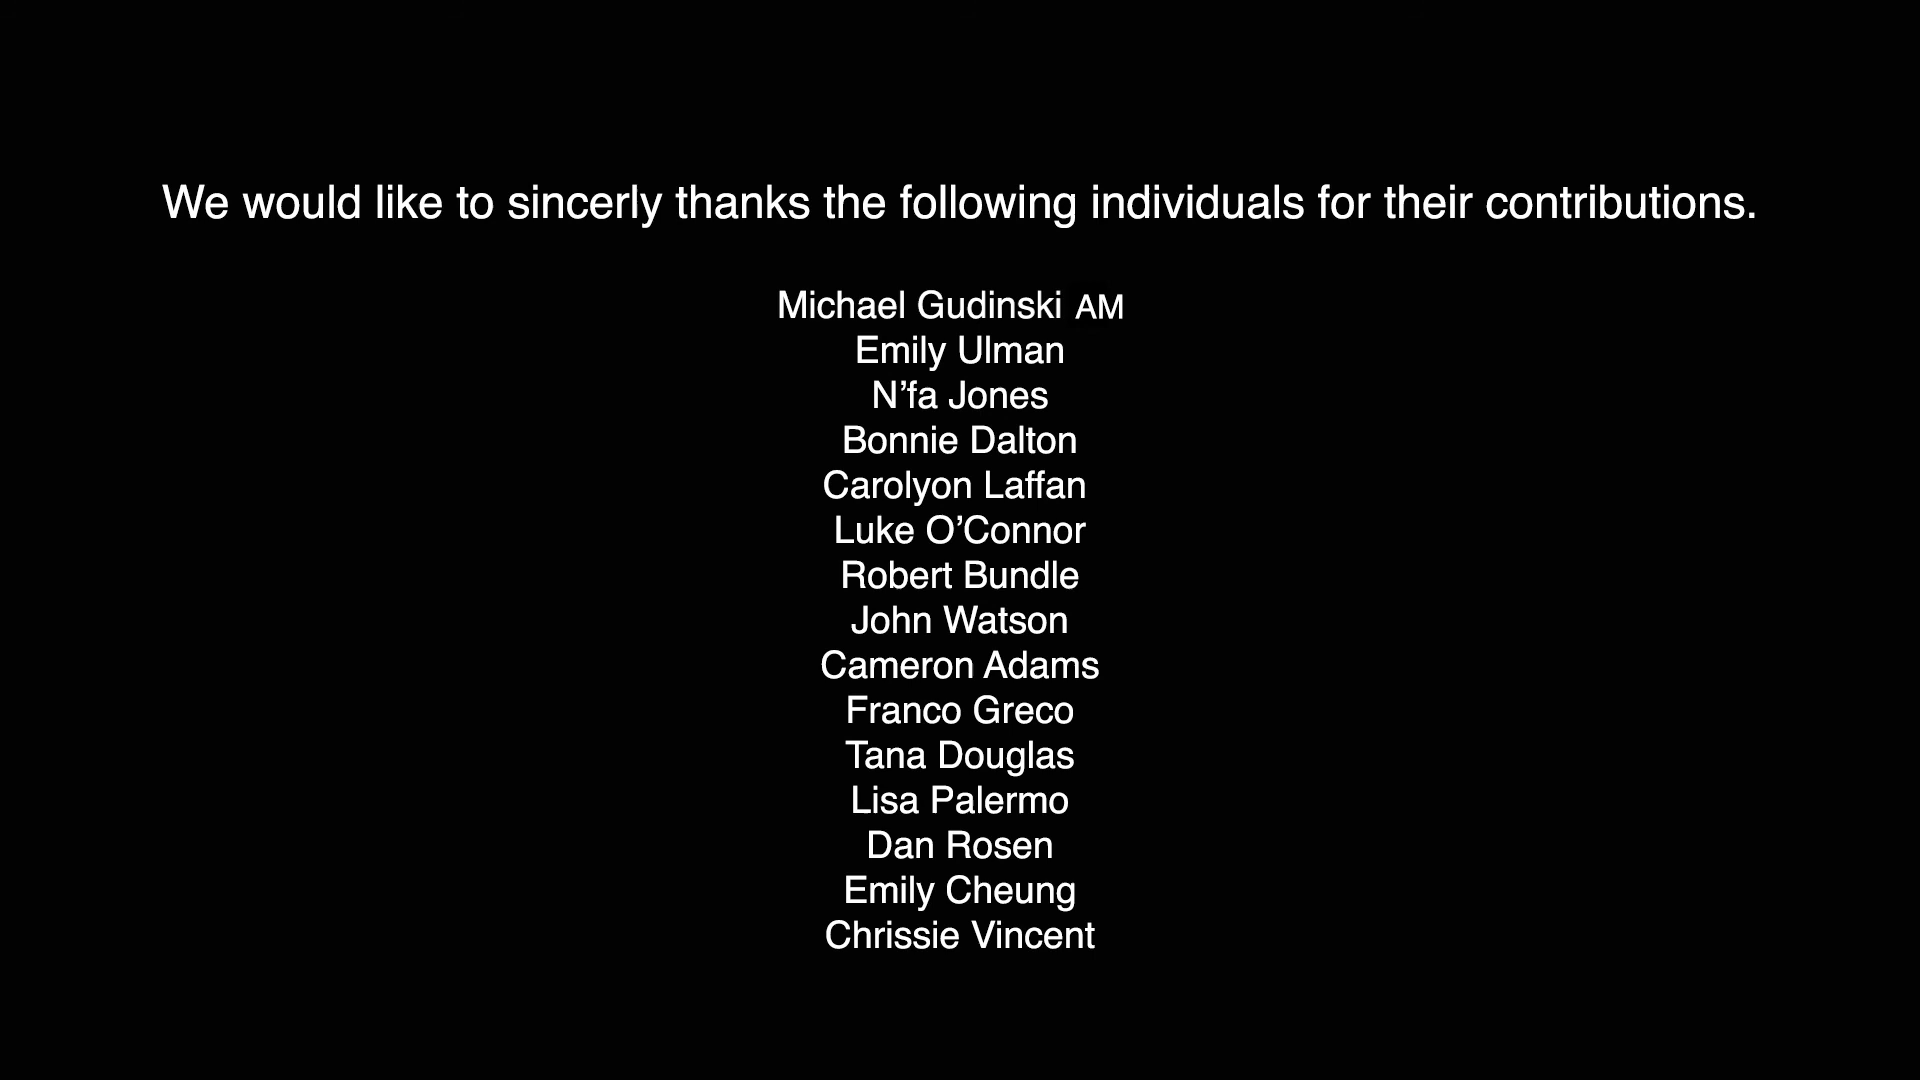 We would like to sincerly thanks the following individuals for their contributions.
Michael Gudinski AM
Emily Ulman
N’fa Jones
Bonnie Dalton
Carolyon Laffan
Luke O’Connor
Robert Bundle
John Watson
Cameron Adams
Franco Greco
Tana Douglas
Lisa Palermo
Dan Rosen
Emily Cheung
Chrissie Vincent